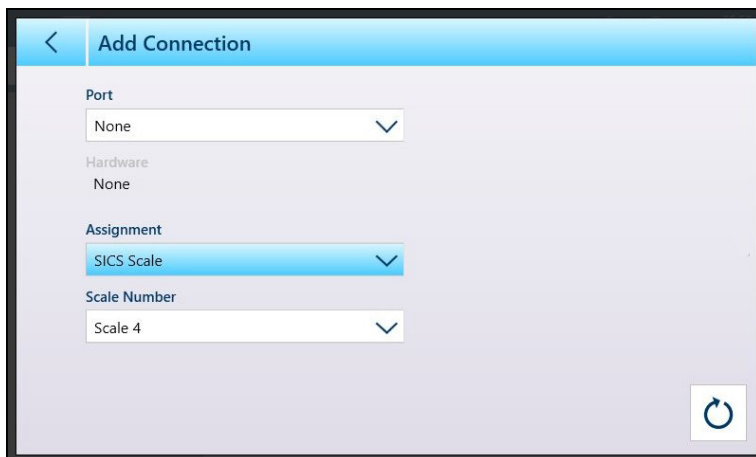 Add Connection
Port
None
Hardware
None
Assignment
SICS Scale
Scale Number
Scale 4